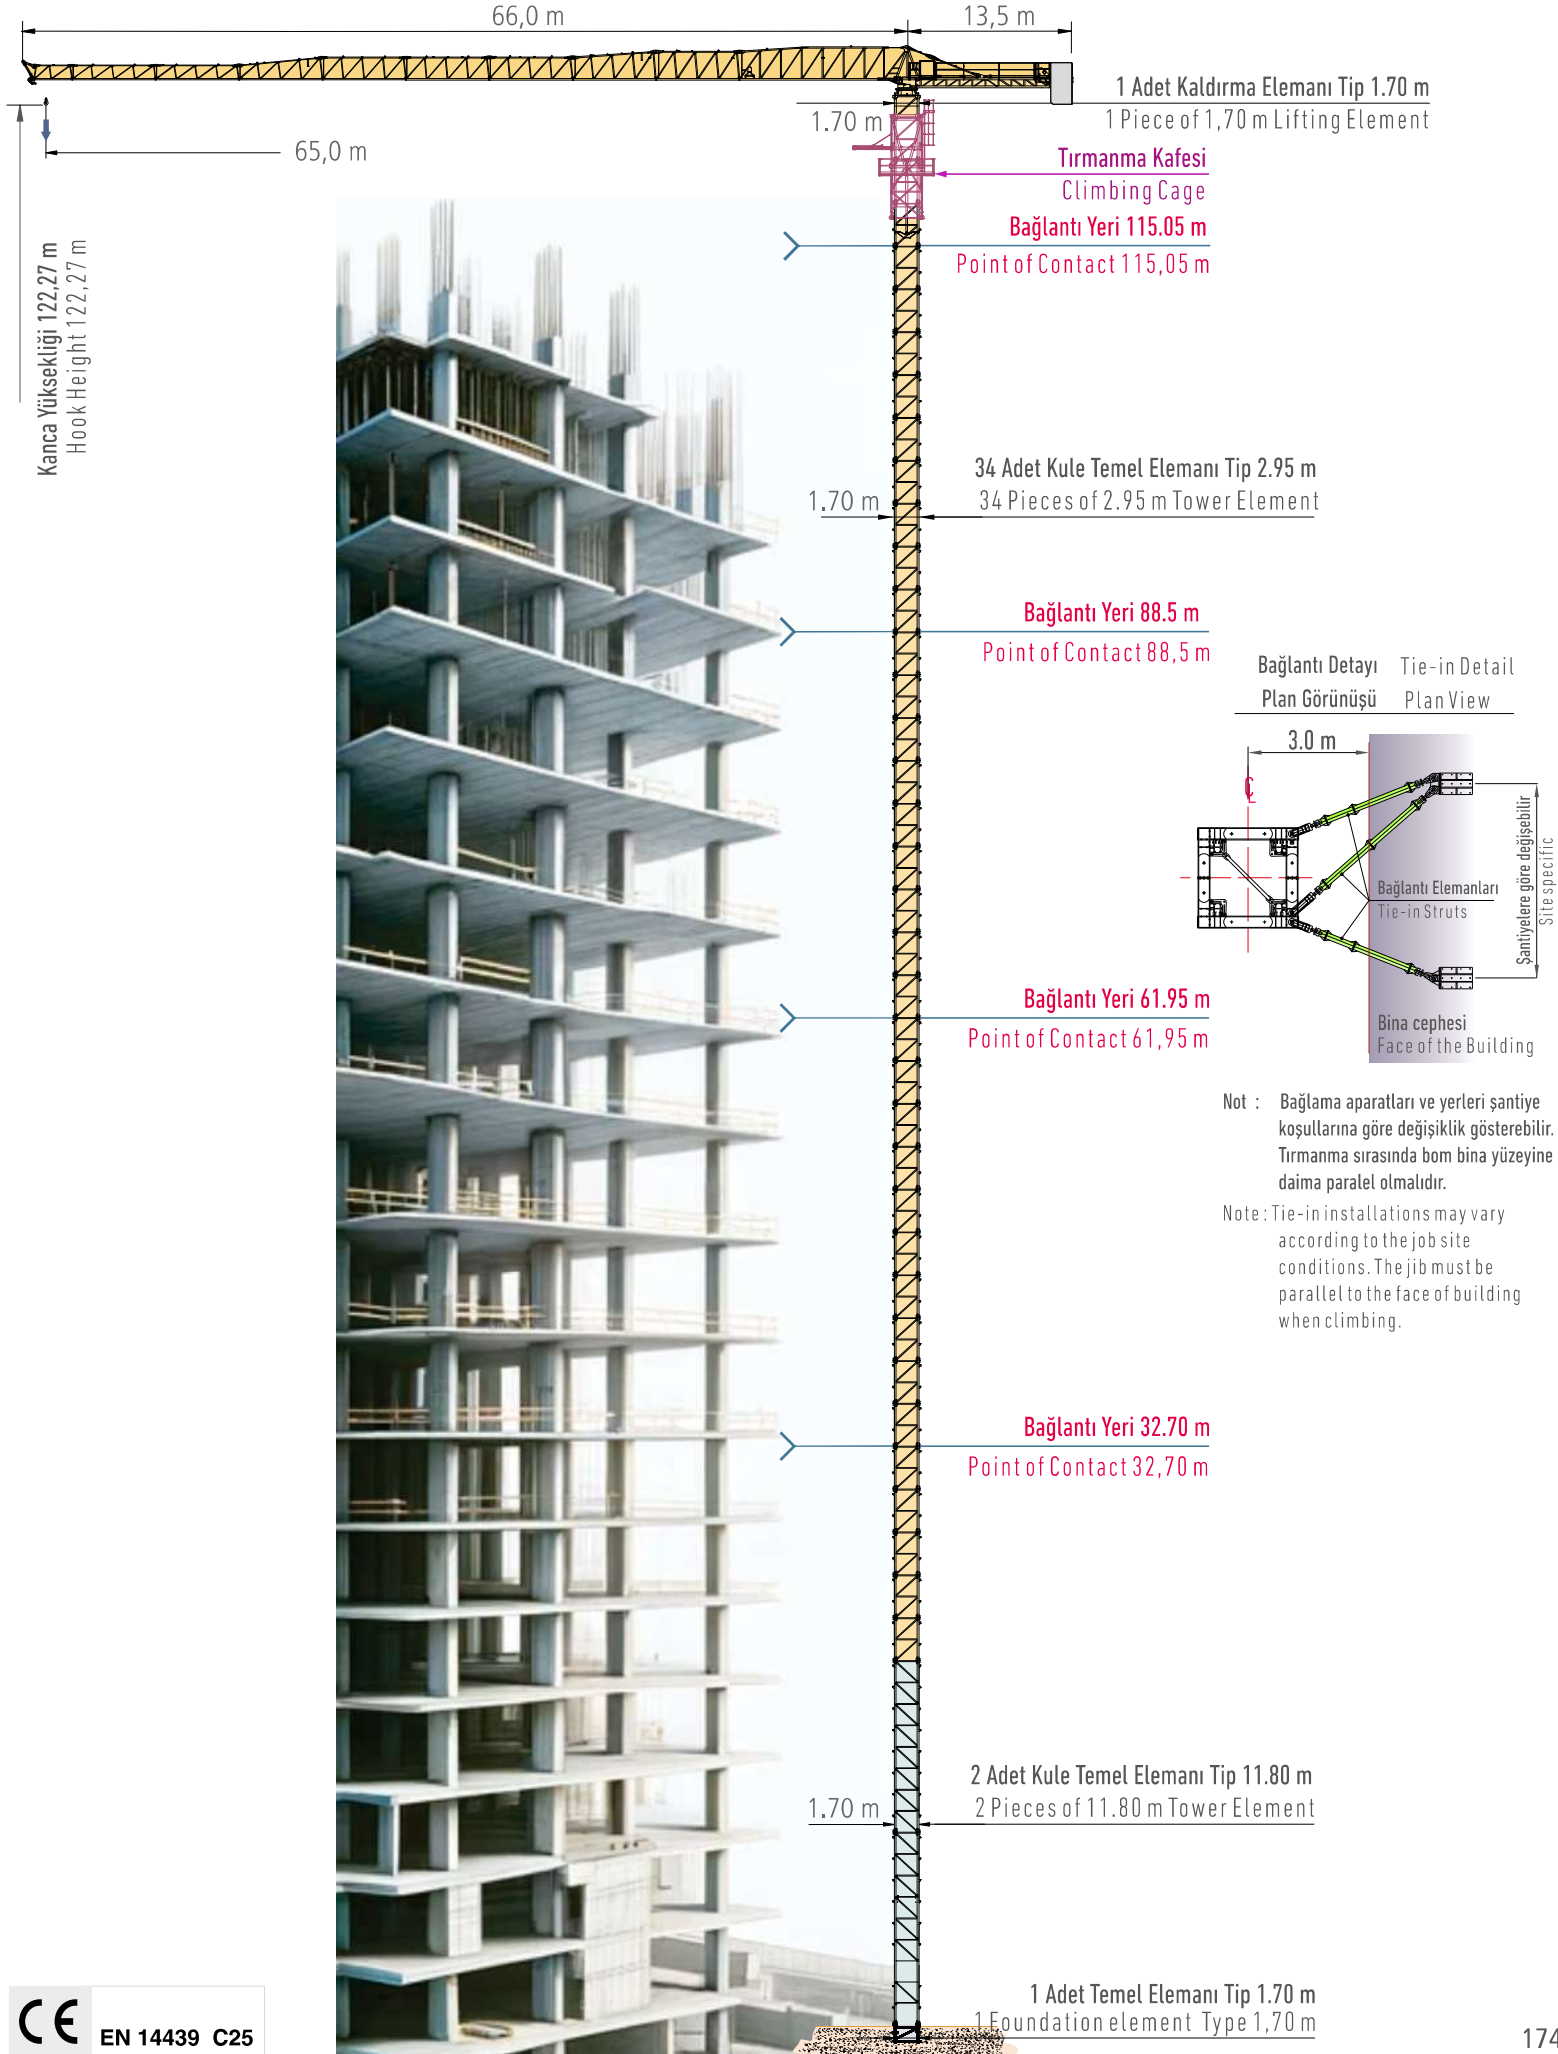 66,0 m
13,5 m
1 Adet Kaldırma Elemanı Tip 1.70 m
1 Piece of 1,70 m Lifting Element
1.70 m
65,0 m
Tırmanma Kafesi
Climbing Cage
Bağlantı Yeri 115.05 m
Point of Contact 115,05 m
Kanca Yüksekliği 122,27 m
Hook Height 122,27 m
34 Adet Kule Temel Elemanı Tip 2.95 m
34 Pieces of 2.95 m Tower Element
1.70 m
Bağlantı Yeri 88.5 m
Point of Contact 88,5 m
Bağlantı Detayı Tie-in Detail
Plan Görünüşü Plan View
3.0 m
Bağlantı Elemanları
Tie-in Struts
Şantiyelere göre değişebilir
Site specific
Bina cephesi
Face of the Building
Bağlantı Yeri 61.95 m
Point of Contact 61,95 m
Not : Bağlama aparatları ve yerleri şantiye
koşullarına göre değişiklik gösterebilir.
Tırmanma sırasında bom bina yüzeyine
daima paralel olmalıdır.
Note : Tie-in installations may vary
according to the job site
conditions. The jib must be
parallel to the face of building
when climbing.
Bağlantı Yeri 32.70 m
Point of Contact 32,70 m
2 Adet Kule Temel Elemanı Tip 11.80 m
2 Pieces of 11.80 m Tower Element
1.70 m
1 Adet Temel Elemanı Tip 1.70 m
1 Foundation element Type 1,70 m
CE EN 14439 C25
174